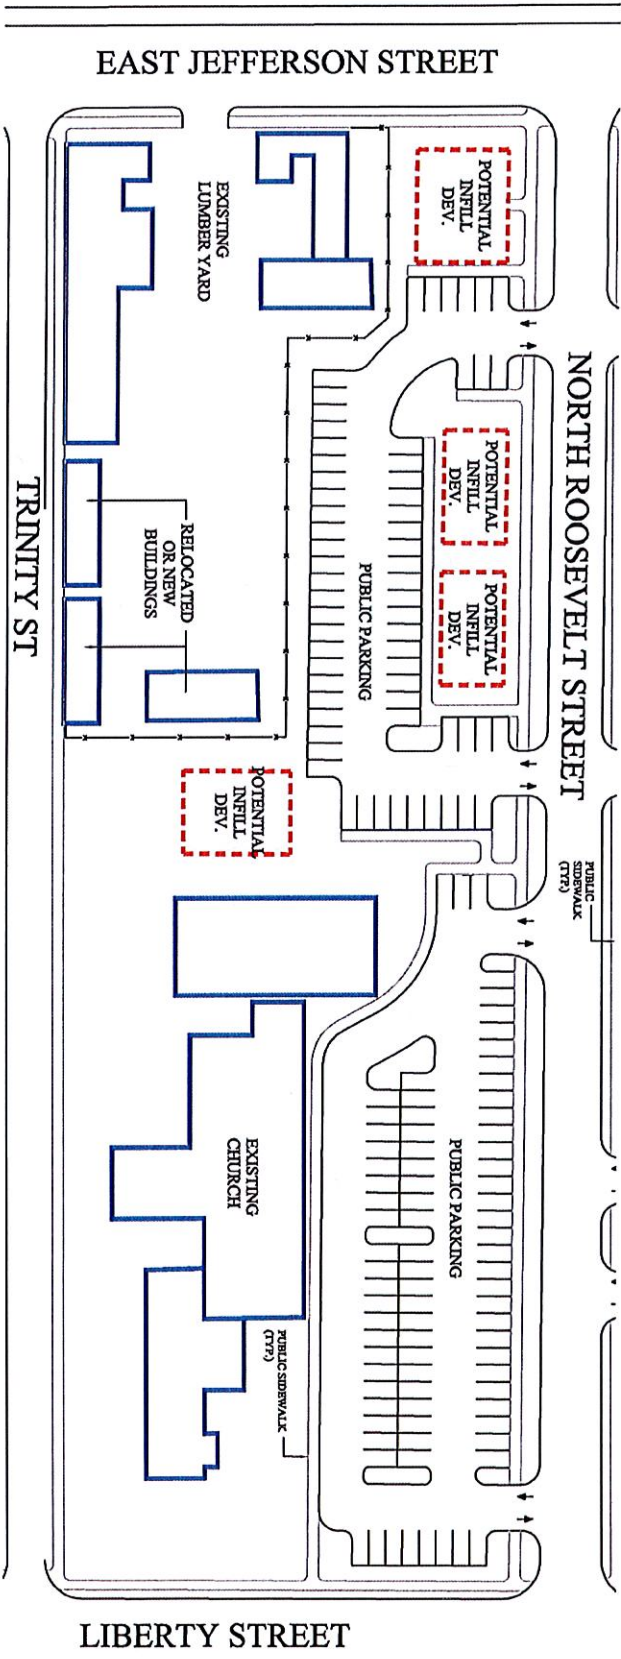 EAST JEFFERSON STREET
POTENTIAL
INFILL
DEV.
EXISTING
LUMBER YARD
NORTH ROOSEVELT STREET
POTENTIAL
INFILL
DEV.
POTENTIAL
INFILL
DEV.
PUBLIC PARKING
TRINITY ST
RELOCATED
OR NEW
BUILDINGS
POTENTIAL
INFILL
DEV.
PUBLIC
SIDEWALK
(TYP.)
EXISTING
CHURCH
PUBLIC PARKING
PUBLIC SIDEWALK
(TYP.)
LIBERTY STREET